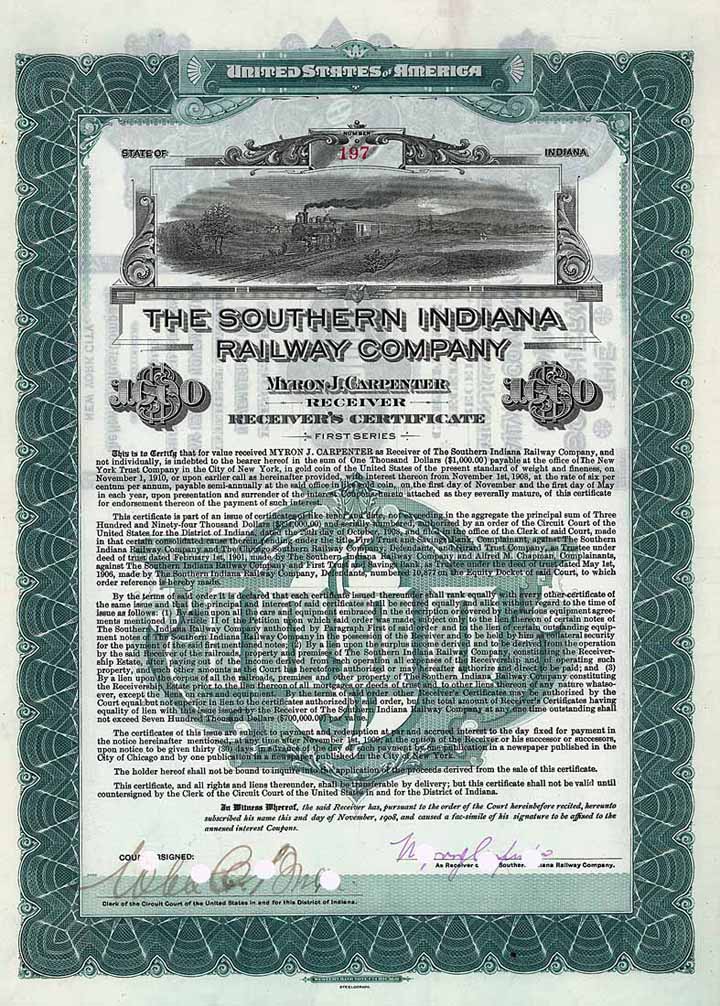 UNITED STATES OF AMERICA
NUMBER
STATE OF 197 INDIANA
THE SOUTHERN INDIANA
RAILWAY COMPANY
MYRON J. CARPENTER
RECEIVER
1000 1000
RECEIVER'S CERTIFICATE
FIRST SERIES
This is to Certify that for value received MYRON J. CARPENTER as Receiver of The Southern Indiana Railway Company, and
not individually, is indebted to the bearer hereof in the sum of One Thousand Dollars ($1,000.00) payable at the office of The New
York Trust Company in the City of New York, in gold coin of the United States of the present standard of weight and fineness, on
November 1, 1910, or upon earlier call as hereinafter provided, with interest thereon from November 1st, 1908, at the rate of six per
centum per annum, payable semi-annually at the said office in like gold coin, on the first day of November and the first day of May
in each year, upon presentation and surrender of the interest Coupons hereto attached as they severally mature, of this certificate
for endorsement thereon of the payment of such interest.
This certificate is part of an issue of certificates of like tenor and date, in the aggregate the principal sum of Three
Hundred and Ninety-four Thousand Dollars and serially numbered, authorized by an order of the Circuit Court of the
United States for the District of Indiana, dated the day of October, 1908, and filed in the office of the Clerk of said Court, made
in that certain consolidated cause therein pending under the title First Trust and Savings Bank, Complainant, against The Southern
Indiana Railway Company and The Chicago Southern Railway Company, Defendants, and Girard Trust Company, as Trustee under
deed of trust dated February 1st, 1901, made by The Southern Indiana Railway Company and Alfred M. Chapman, Complainants,
against The Southern Indiana Railway Company and First Trust and Savings Bank, as Trustee under the deed of trust dated May 1st,
1906, made by The Southern Indiana Railway Company, Defendants, numbered 10,877 on the Equity Docket of said Court, to which
order reference is hereby made.
By the terms of said order it is provided that each certificate issued thereunder shall rank equally with every other certificate of
the same issue and the principal and interest of said certificates shall be secured equally without regard to the time of
issue as follows: (1) By a lien upon all the cars and equipment embraced in the description or covered by the various equipment agree-
ments mentioned in Article of the Petition upon which said order was made subject only to the lien thereon of certain notes of
The Southern Indiana Railway Company authorized by Paragraph First of said order and to the lien of certain outstanding equip-
ment notes of The Southern Indiana Railway Company in the possession of the Receiver and to be held by him as collateral security
for the payment of the said first mentioned notes; (2) By a lien upon the net income derived and to be derived from the operation
by the said Receiver of the railroads, property and premises of The Southern Indiana Railway Company, constituting the Receiver-
ship Estate, after paying out of the income derived from such operation all expenses of the Receivership and of operating such
property, and such other amounts as the Court has heretofore authorized or may hereafter authorize and direct to be paid; and (3)
By a lien upon the corpus of all the railroads, premises and other property of The Southern Indiana Railway Company constituting
the Receivership Estate prior to the lien thereon of all mortgages or deeds of trust and to other liens thereon of any nature whatso-
ever, except the liens on cars and equipment. By the terms of said order other Receiver's Certificates may be authorized by the
Court equal but not superior in lien to the certificates authorized by said order, but the total amount of Receiver's Certificates having
equality of lien with the issue issued by the Receiver of The Southern Indiana Railway Company at any one time outstanding shall
not exceed Seven Hundred Thousand Dollars ($700,000.00) par value.
The certificates of this issue are subject to payment and redemption at par and accrued interest to the day fixed for payment in
the notice hereinafter mentioned, at any time after November 1st, 1909, at the option of the Receiver or his successor or successors,
upon notice to be given thirty (30) days in advance of the day of such payment by one publication in a newspaper published in the
City of Chicago and by one publication in a newspaper published in the City of New York.
The holder hereof shall not be bound to inquire into the application of the proceeds derived from the sale of this certificate.
This certificate, and all rights and liens thereunder, shall be transferable by delivery; but this certificate shall not be valid until
countersigned by the Clerk of the Circuit Court of the United States in and for the District of Indiana.
In Witness Whereof, the said Receiver has, pursuant to the order of the Court hereinbefore recited, hereunto
subscribed his name this 2nd day of November, 1908, and caused a fac-simile of his signature to be affixed to the
annexed interest Coupons.
COUNTERSIGNED:
As Receiver of The Southern Indiana Railway Company.
Clerk of the Circuit Court of the United States in and for this District of Indiana.